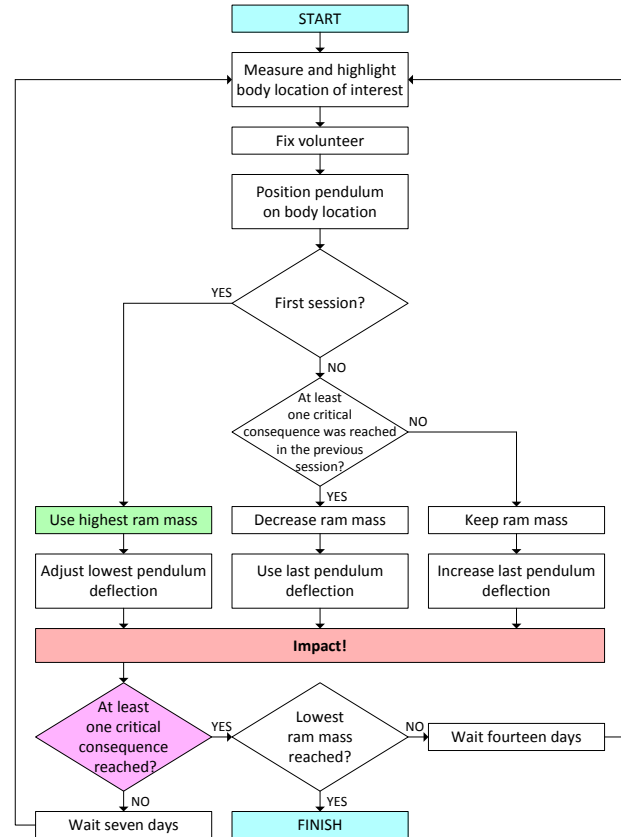 START
Measure and highlight
body location of interest
Fix volunteer
Position pendulum
on body location
YES
First session?
NO
At least
one critical
consequence was reached
in the previous
session?
NO
YES
Use highest ram mass
Decrease ram mass
Keep ram mass
Adjust lowest pendulum
deflection
Use last pendulum
deflection
Increase last pendulum
deflection
Impact!
At least
one critical
consequence
reached?
YES
Lowest
ram mass
reached?
NO
Wait fourteen days
NO
YES
Wait seven days
FINISH